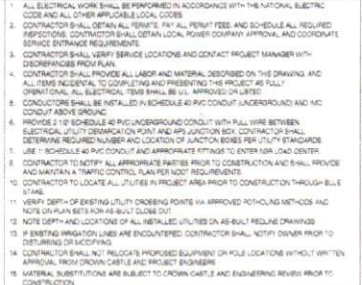 1. ALL ELECTRICAL WORK SHALL BE PERFORMED IN ACCORDANCE WITH THE NATIONAL ELECTRIC
CODE AND ALL OTHER APPLICABLE LOCAL CODES.
2. CONTRACTOR SHALL OBTAIN ALL PERMITS, PAY ALL PERMIT FEES, AND SCHEDULE ALL REQUIRED
INSPECTIONS. CONTRACTOR SHALL OBTAIN LOCAL POWER COMPANY APPROVAL AND COORDINATE
SERVICE ENTRANCE REQUIREMENTS.
3. CONTRACTOR SHALL VERIFY SERVICE LOCATIONS AND CONTACT PROJECT MANAGER WITH
DISCREPANCIES FROM PLAN.
4. CONTRACTOR SHALL PROVIDE ALL LABOR AND MATERIAL DESCRIBED ON THIS DRAWING, AND
ALL ITEMS INCIDENTAL TO COMPLETING AND PRESENTING THIS PROJECT AS FULLY
OPERATIONAL. ALL ELECTRICAL ITEMS SHALL BE U.L. APPROVED OR LISTED
5. CONDUCTORS SHALL BE INSTALLED IN SCHEDULE 40 PVC CONDUIT (UNDERGROUND) AND IMC
CONDUIT ABOVE GROUND.
6. PROVIDE 2 1/2" SCHEDULE 40 PVC UNDERGROUND CONDUIT WITH PULL WIRE BETWEEN
ELECTRICAL UTILITY DEMARCATION POINT AND APS JUNCTION BOX. CONTRACTOR SHALL
DETERMINE REQUIRED NUMBER AND LOCATION OF JUNCTION BOXES PER UTILITY STANDARDS.
7. USE 1" SCHEDULE 40 PVC CONDUIT AND APPROPRIATE FITTINGS TO ENTER NSR LOAD CENTER.
8. CONTRACTOR TO NOTIFY ALL APPROPRIATE PARTIES PRIOR TO CONSTRUCTION AND SHALL PROVIDE
AND MAINTAIN A TRAFFIC CONTROL PLAN PER NDOT REQUIREMENTS.
10. CONTRACTOR TO LOCATE ALL UTILITIES IN PROJECT AREA PRIOR TO CONSTRUCTION THROUGH BLUE
STAKE.
11. VERIFY DEPTH OF EXISTING UTILITY CROSSING POINTS VIA APPROVED POTHOLING METHODS AND
NOTE ON PLAN SETS FOR AS-BUILT CLOSE OUT
12. NOTE DEPTH AND LOCATIONS OF ALL INSTALLED UTILITIES ON AS-BUILT REDLINE DRAWINGS
13. IF EXISTING IRRIGATION LINES ARE ENCOUNTERED, CONTRACTOR SHALL NOTIFY OWNER PRIOR TO
DISTURBING OR MODIFYING.
14. CONTRACTOR SHALL NOT RELOCATE PROPOSED EQUIPMENT OR POLE LOCATIONS WITHOUT WRITTEN
APPROVAL FROM CROWN CASTLE AND PROJECT ENGINEERS
15. MATERIAL SUBSTITUTIONS ARE SUBJECT TO CROWN CASTLE AND ENGINEERING REVIEW PRIOR TO
CONSTRUCTION.